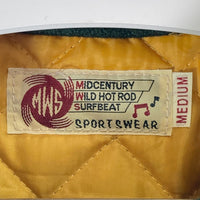 MWS
MIDCENTURY
WILD HOT ROD
SURFBEAT
SPORTSWEAR
MEDIUM